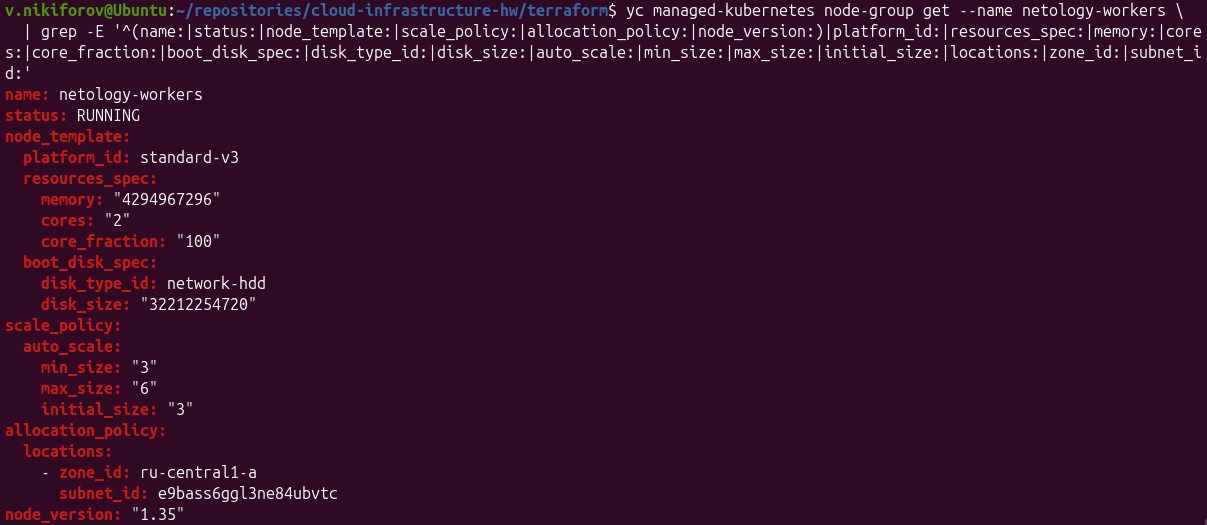 v.nikiforov@Ubuntu:~/repositories/cloud-infrastructure-hw/terraform$ yc managed-kubernetes node-group get --name netology-workers \
  | grep -E '^(name:|status:|node_template:|scale_policy:|allocation_policy:|node_version:)|platform_id:|resources_spec:|memory:|core
s:|core_fraction:|boot_disk_spec:|disk_type_id:|disk_size:|auto_scale:|min_size:|max_size:|initial_size:|locations:|zone_id:|subnet_i
d:'
name: netology-workers
status: RUNNING
node_template:
  platform_id: standard-v3
  resources_spec:
    memory: "4294967296"
    cores: "2"
    core_fraction: "100"
  boot_disk_spec:
    disk_type_id: network-hdd
    disk_size: "32212254720"
scale_policy:
  auto_scale:
    min_size: "3"
    max_size: "6"
    initial_size: "3"
allocation_policy:
  locations:
    - zone_id: ru-central1-a
      subnet_id: e9bass6ggl3ne84ubvtc
node_version: "1.35"